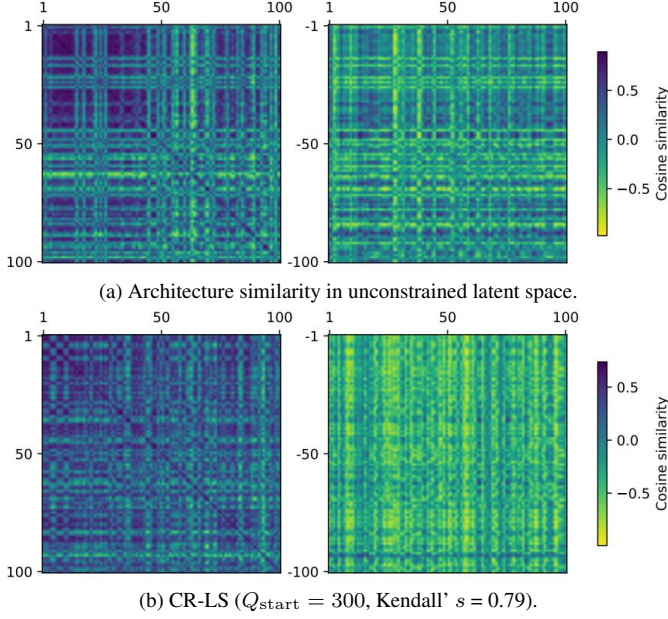 1 50 100 -1 50 100
1 -1
50 -50
100 -100
0.5
0.0
−0.5
Cosine similarity
(a) Architecture similarity in unconstrained latent space.
1 50 100 -1 50 100
1 -1
50 -50
100 -100
0.5
0.0
−0.5
Cosine similarity
(b) CR-LS (Qstart = 300, Kendall' s = 0.79).